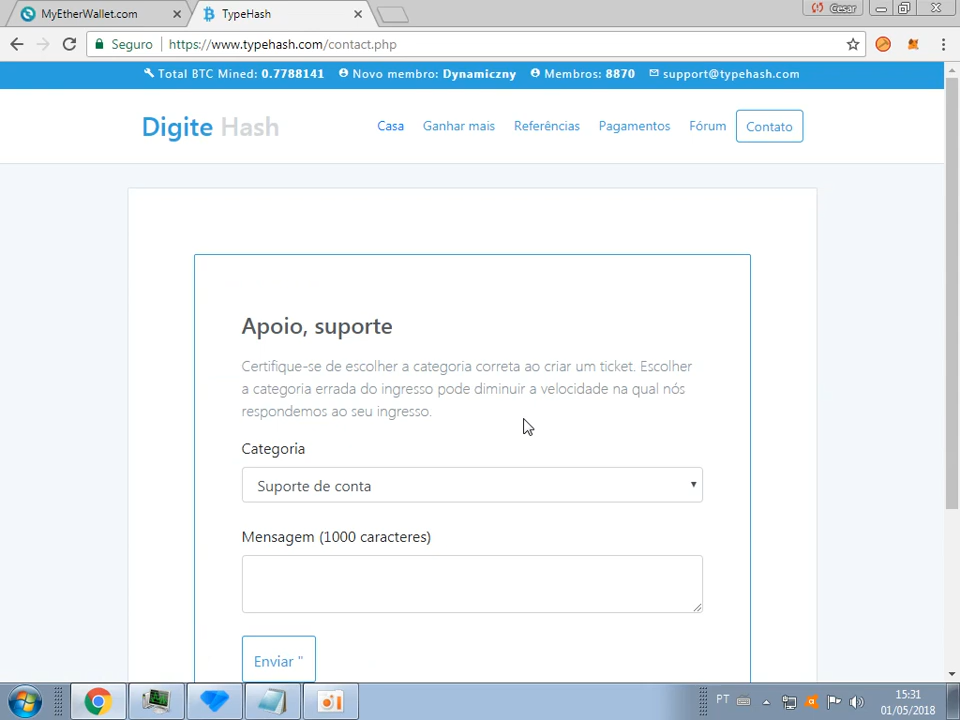 MyEtherWallet.com
TypeHash
Cesar
Seguro
https://www.typehash.com/contact.php
Total BTC Mined: 0.7788141 Novo membro: Dynamiczny Membros: 8870 support@typehash.com
Digite Hash
Casa Ganhar mais Referências Pagamentos Fórum Contato
Apoio, suporte
Certifique-se de escolher a categoria correta ao criar um ticket. Escolher
a categoria errada do ingresso pode diminuir a velocidade na qual nós
respondemos ao seu ingresso.
Categoria
Suporte de conta
Mensagem (1000 caracteres)
Enviar "
PT
15:31
01/05/2018